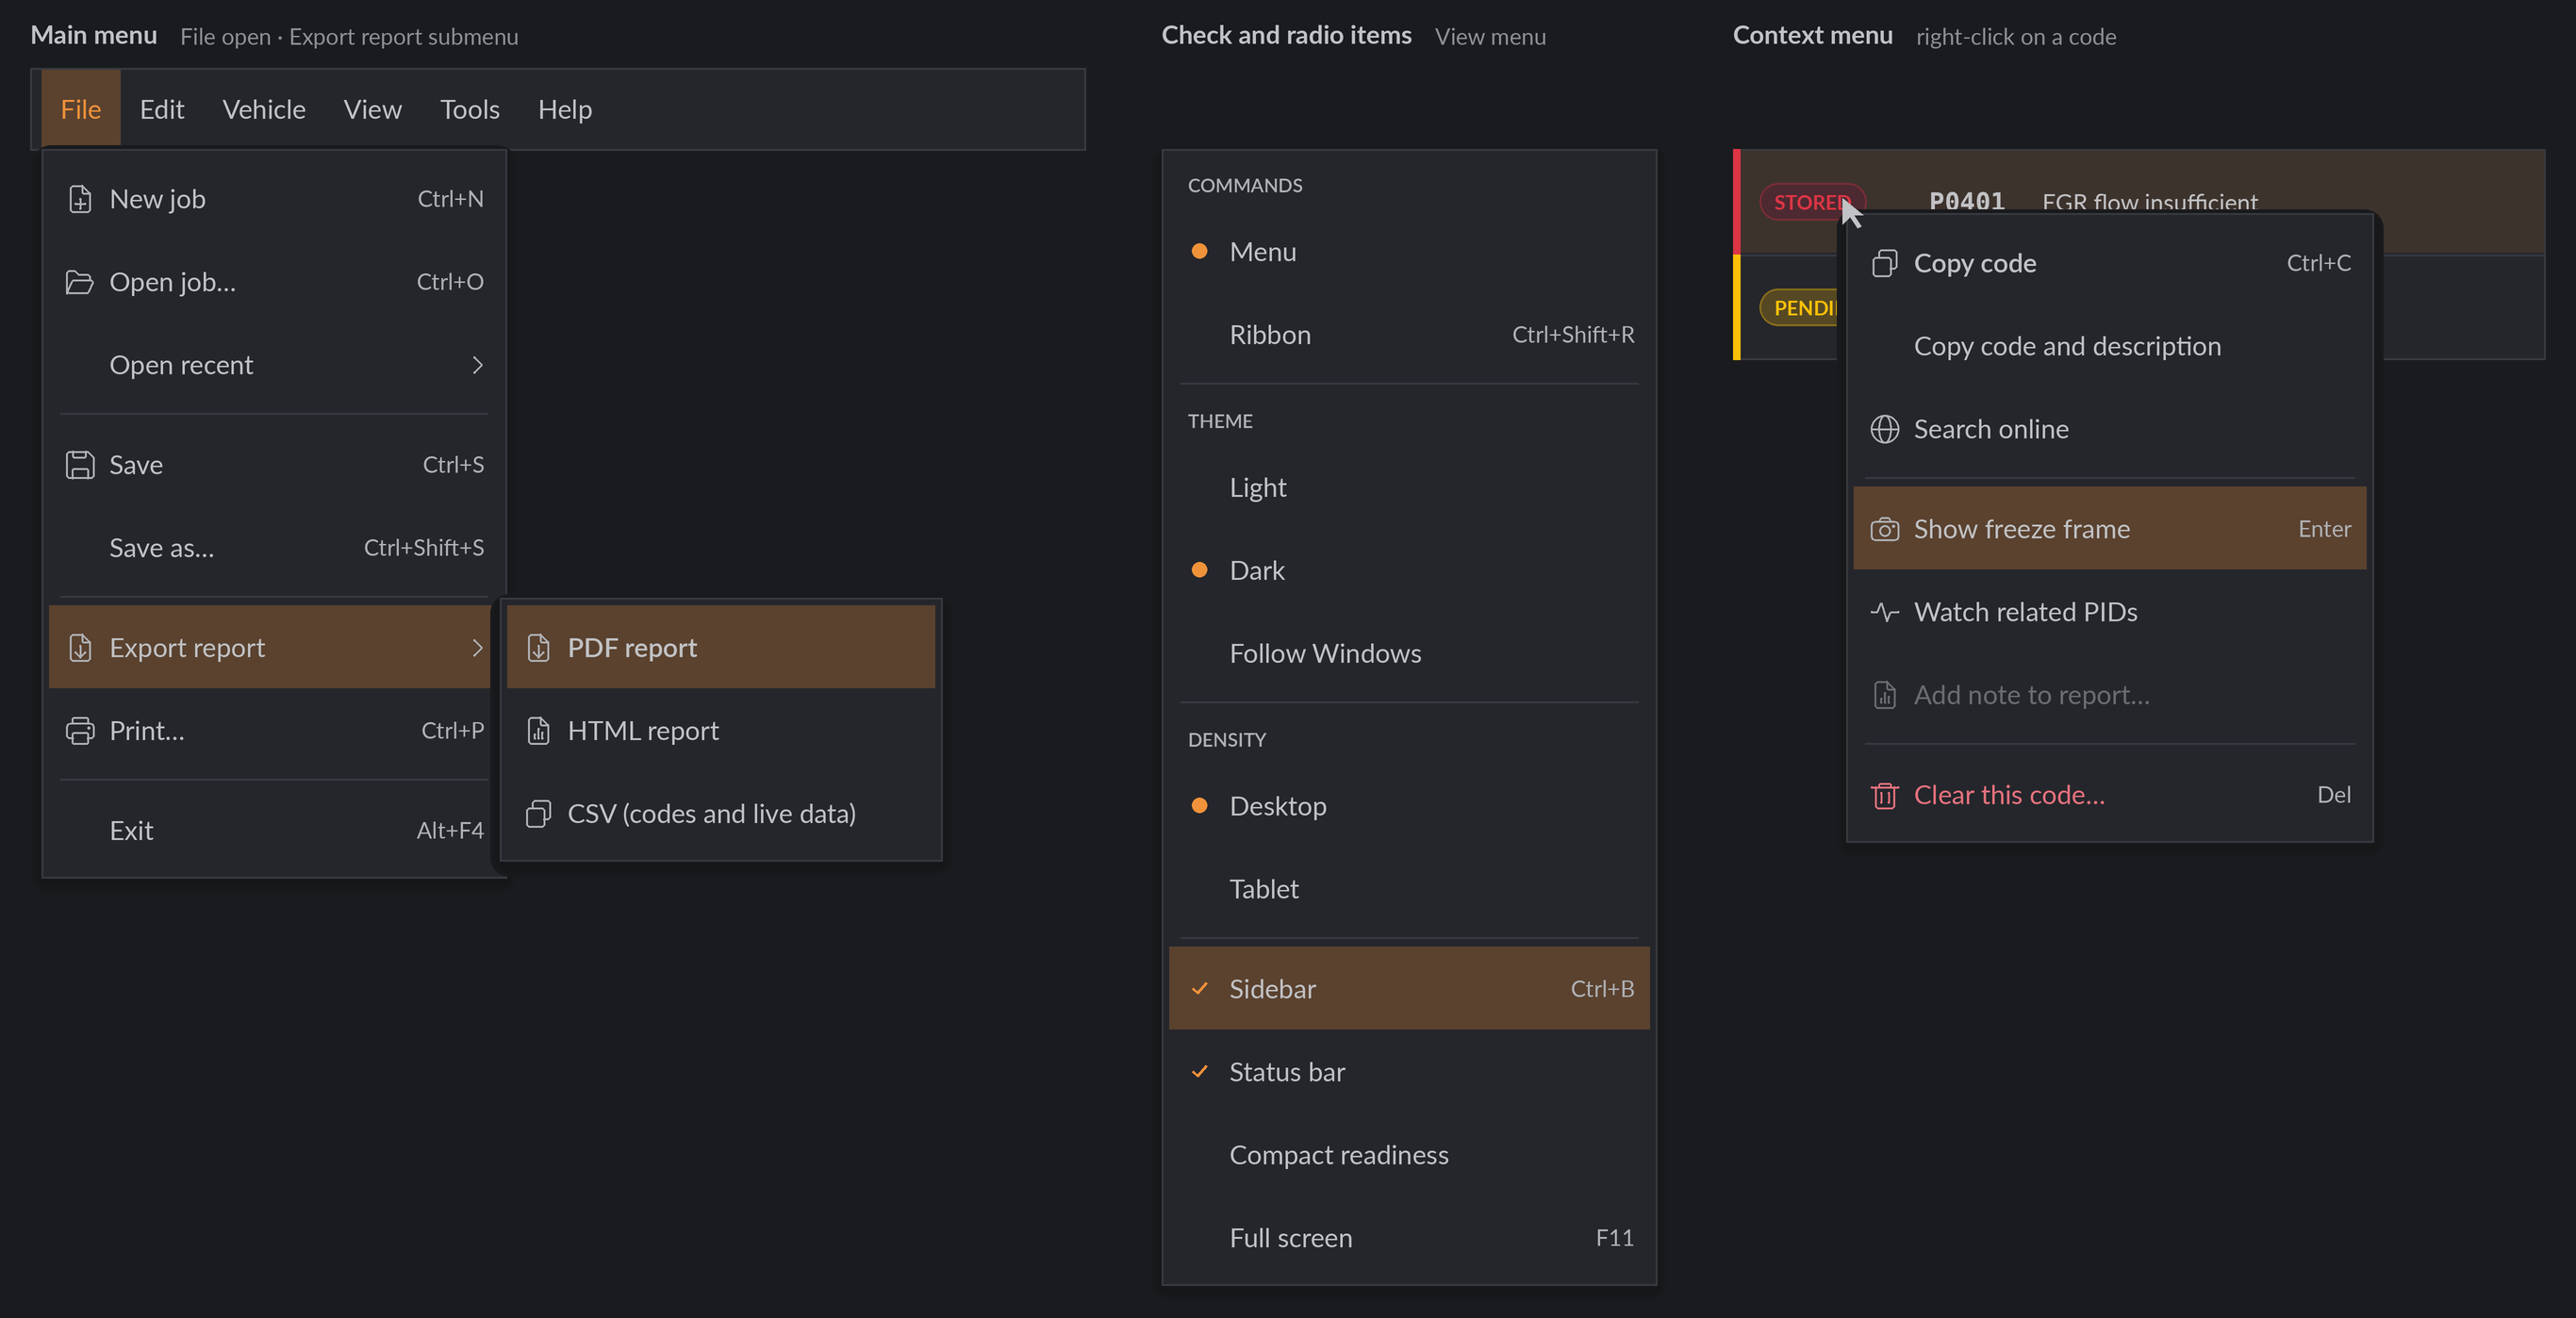 Main menu File open · Export report submenu
File Edit Vehicle View Tools Help
New job Ctrl+N
Open job... Ctrl+O
Open recent
Save Ctrl+S
Save as... Ctrl+Shift+S
Export report
Print... Ctrl+P
Exit Alt+F4
PDF report
HTML report
CSV (codes and live data)
Check and radio items View menu
COMMANDS
Menu
Ribbon Ctrl+Shift+R
THEME
Light
Dark
Follow Windows
DENSITY
Desktop
Tablet
Sidebar Ctrl+B
Status bar
Compact readiness
Full screen F11
Context menu right-click on a code
STORED P0401 EGR flow insufficient
Copy code Ctrl+C
Copy code and description
Search online
Show freeze frame Enter
Watch related PIDs
Add note to report...
Clear this code... Del